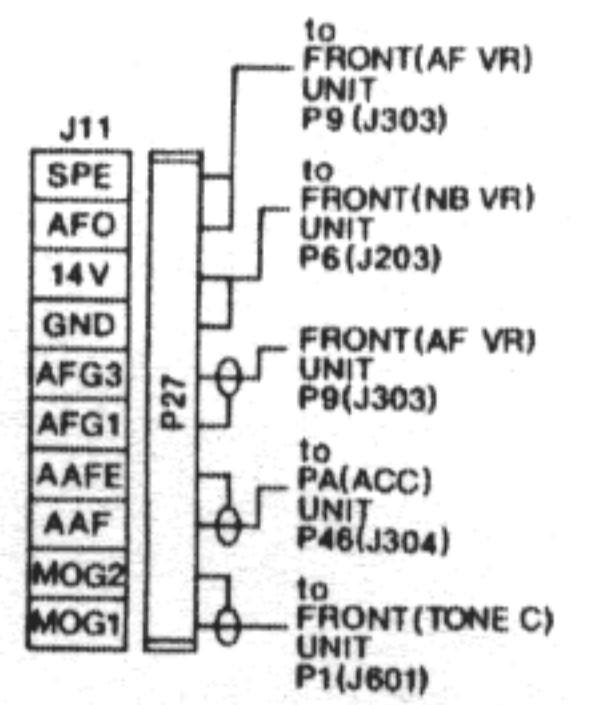 J11
SPE
AFO
14V
GND
AFG3
AFG1
AAFE
AAF
MOG2
MOG1
P27
to
FRONT(AF VR)
UNIT
P9(J303)
to
FRONT(NB VR)
UNIT
P6(J203)
FRONT(AF VR)
UNIT
P9(J303)
to
PA(ACC)
UNIT
P46(J304)
to
FRONT(TONE C)
UNIT
P1(J601)